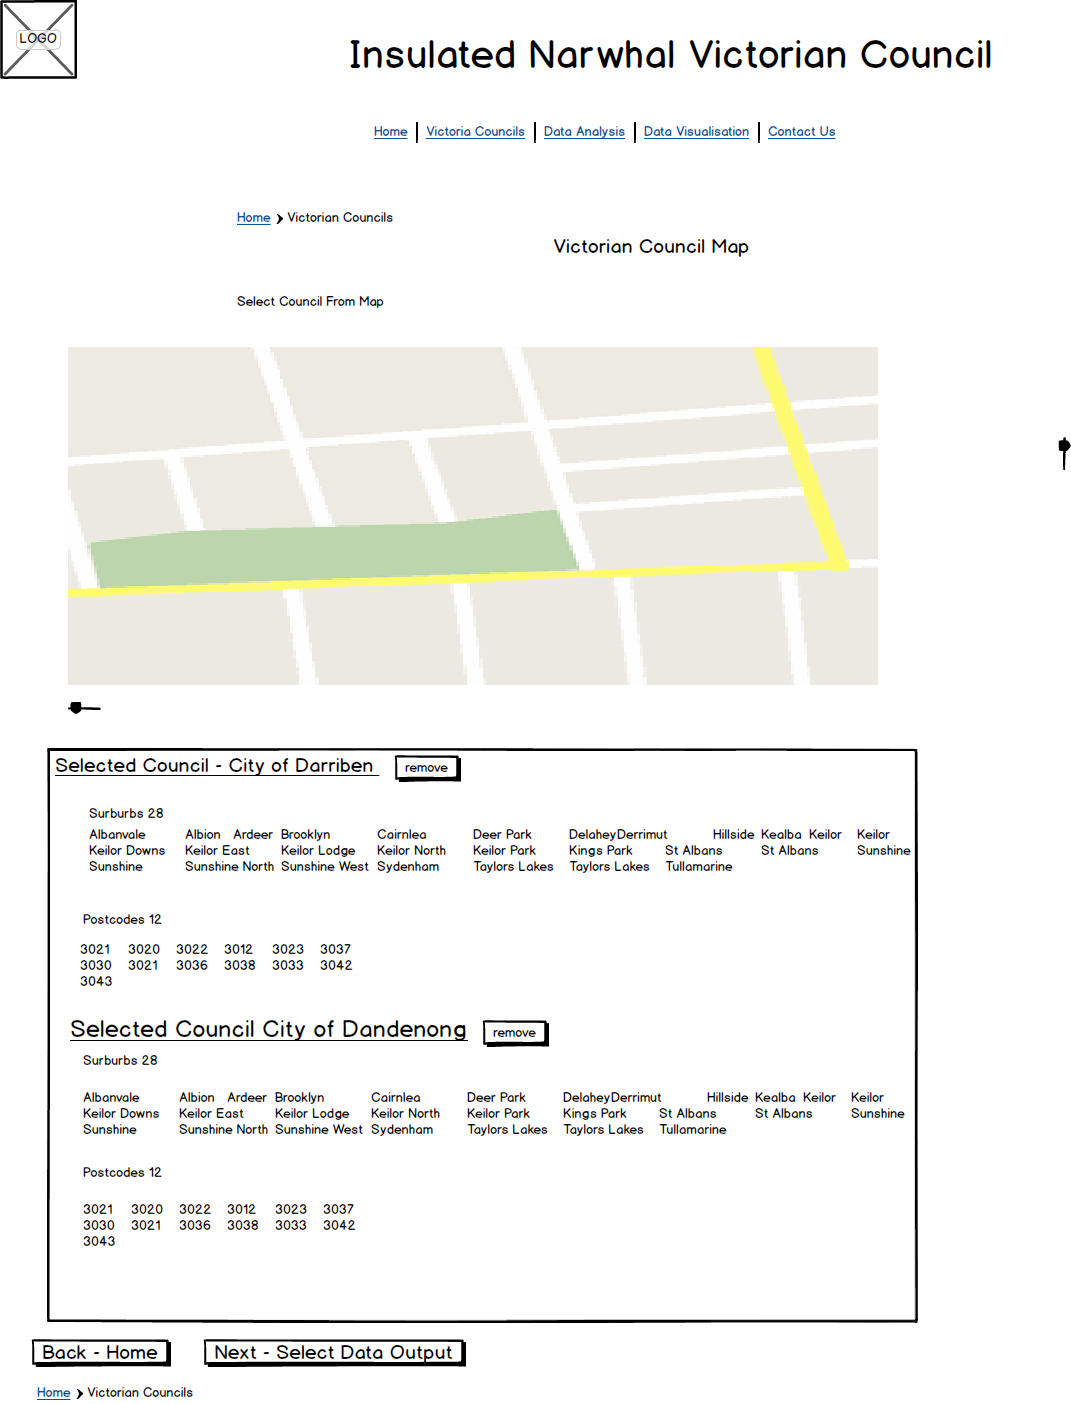 LOGO
Insulated Narwhal Victorian Council
Home Victoria Councils Data Analysis Data Visualisation Contact Us
Home Victorian Councils
Victorian Council Map
Select Council From Map
Selected Council - City of Darriben remove
Surburbs 28
Albanvale Albion Ardeer Brooklyn Cairnlea Deer Park DelaheyDerrimut Hillside Kealba Keilor Keilor
Keilor Downs Keilor East Keilor Lodge Keilor North Keilor Park Kings Park St Albans St Albans Sunshine
Sunshine Sunshine North Sunshine West Sydenham Taylors Lakes Taylors Lakes Tullamarine
Postcodes 12
3021 3020 3022 3012 3023 3037
3030 3021 3036 3038 3033 3042
3043
Selected Council City of Dandenong remove
Surburbs 28
Albanvale Albion Ardeer Brooklyn Cairnlea Deer Park DelaheyDerrimut Hillside Kealba Keilor Keilor
Keilor Downs Keilor East Keilor Lodge Keilor North Keilor Park Kings Park St Albans St Albans Sunshine
Sunshine Sunshine North Sunshine West Sydenham Taylors Lakes Taylors Lakes Tullamarine
Postcodes 12
3021 3020 3022 3012 3023 3037
3030 3021 3036 3038 3033 3042
3043
Back - Home Next - Select Data Output
Home Victorian Councils